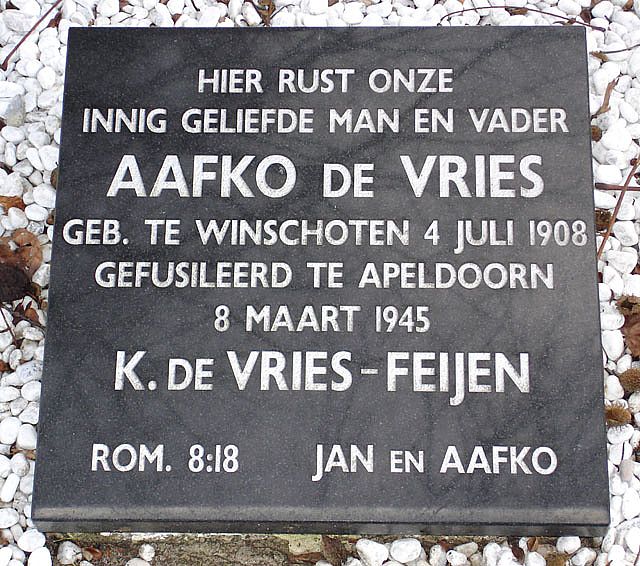 HIER RUST ONZE
INNIG GELIEFDE MAN EN VADER
AAFKO DE VRIES
GEB. TE WINSCHOTEN 4 JULI 1908
GEFUSILEERD TE APELDOORN
8 MAART 1945
K. DE VRIES - FEIJEN
ROM. 8:18 JAN EN AAFKO